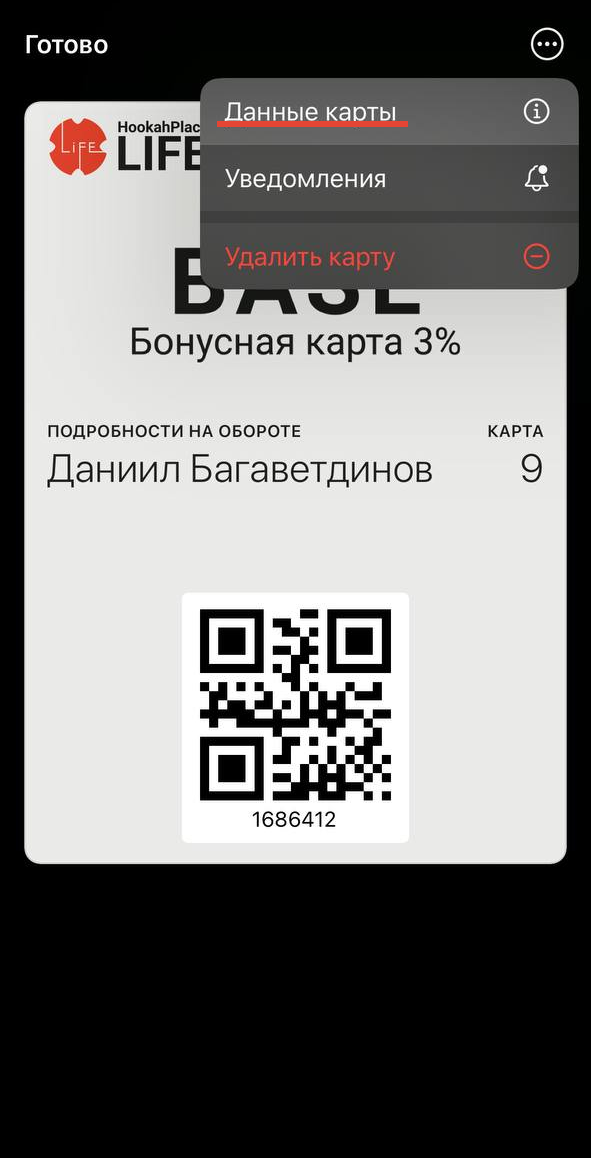 Готово
Данные карты
Уведомления
Удалить карту
LiFE
HookahPlac
LIFE
BASE
Бонусная карта 3%
ПОДРОБНОСТИ НА ОБОРОТЕ
КАРТА
Даниил Багаветдинов
9
1686412